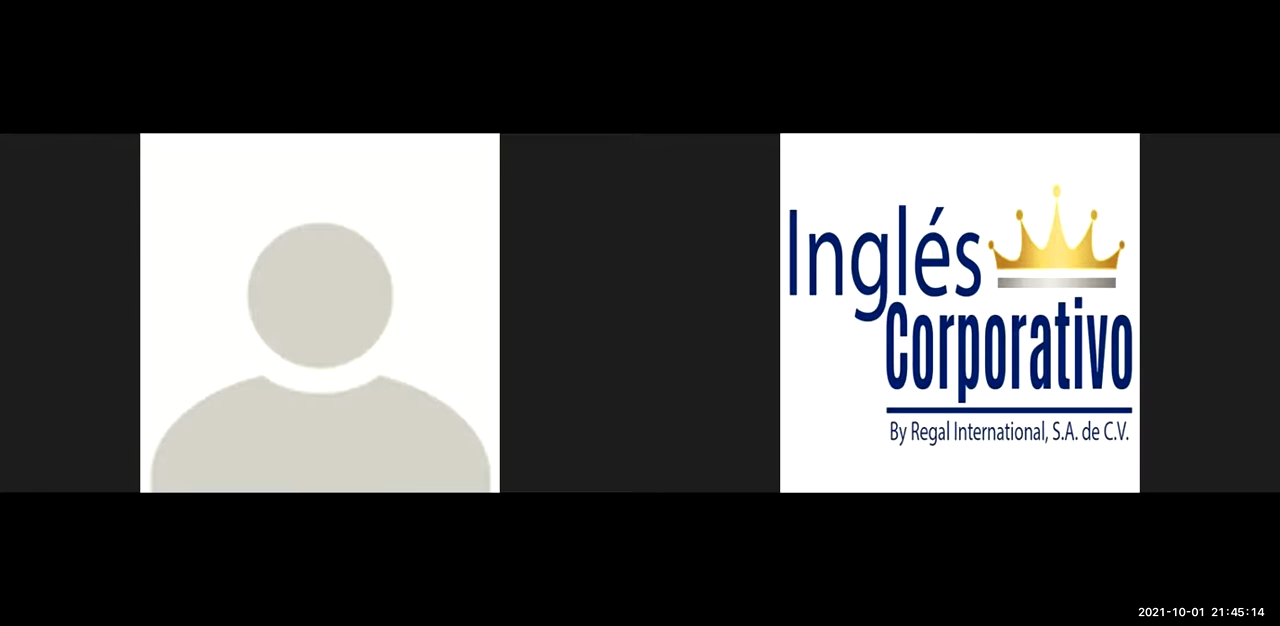 Inglés
Corporativo
By Regal International, S.A. de C.V.
2021-10-01 21:45:14